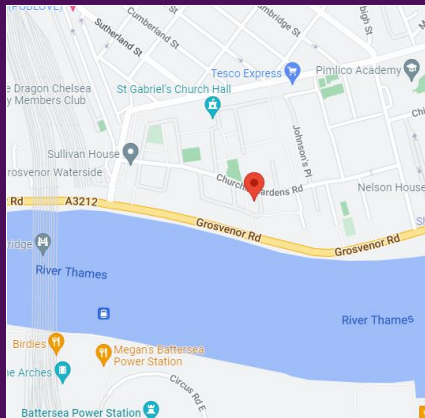 (PUBLOVE)
Cumberland St
Sutherland St
Tesco Express
Pimlico Academy
e Dragon Chelsea
y Members Club
St Gabriel's Church Hall
Johnson's Pl
Sullivan House
Grosvenor Waterside
Nelson House
Rd
A3212
Grosvenor Rd
Grosvenor Rd
River Thames
River Thames
Birdies
Megan's Battersea
Power Station
e Arches
Circus Rd E
Battersea Power Station